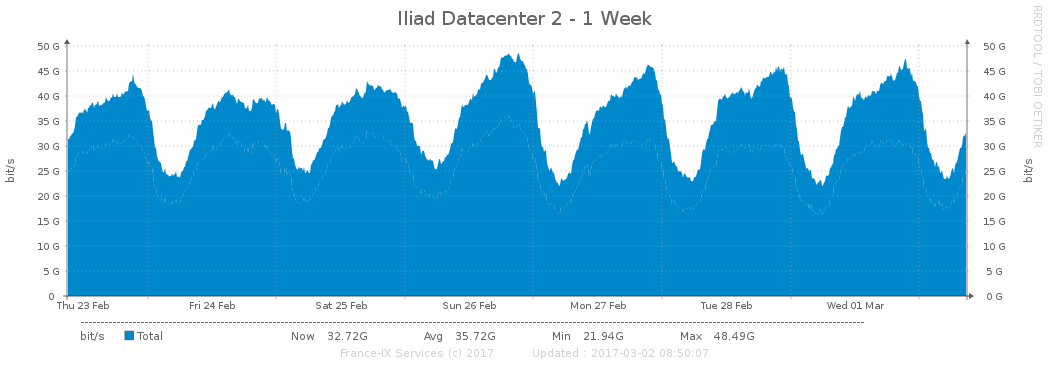 Iliad Datacenter 2 - 1 Week
RRDTOOL / TOBI OETIKER
50 G 50 G
45 G 45 G
40 G 40 G
35 G 35 G
30 G 30 G
25 G 25 G
20 G 20 G
15 G 15 G
10 G 10 G
5 G 5 G
0 0 G
bit/s
bit/s
Thu 23 Feb Fri 24 Feb Sat 25 Feb Sun 26 Feb Mon 27 Feb Tue 28 Feb Wed 01 Mar
bit/s Total Now 32.72G Avg 35.72G Min 21.94G Max 48.49G
France-IX Services (c) 2017 Updated : 2017-03-02 08:50:07